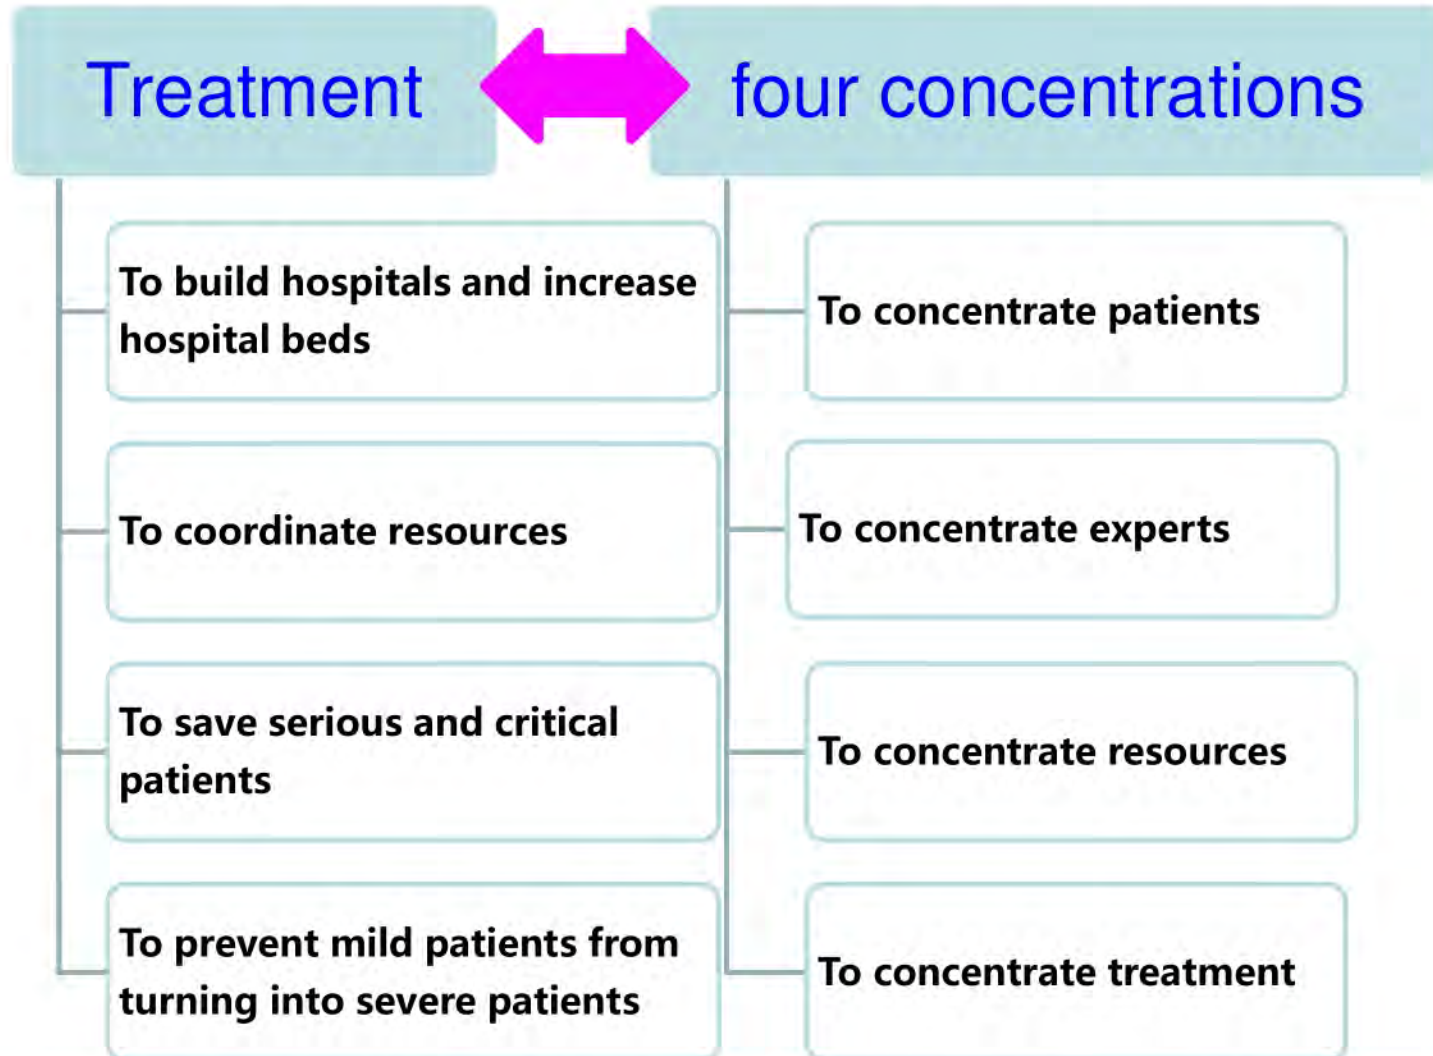 Treatment
four concentrations
To build hospitals and increase
hospital beds
To coordinate resources
To save serious and critical
patients
To prevent mild patients from
turning into severe patients
To concentrate patients
To concentrate experts
To concentrate resources
To concentrate treatment